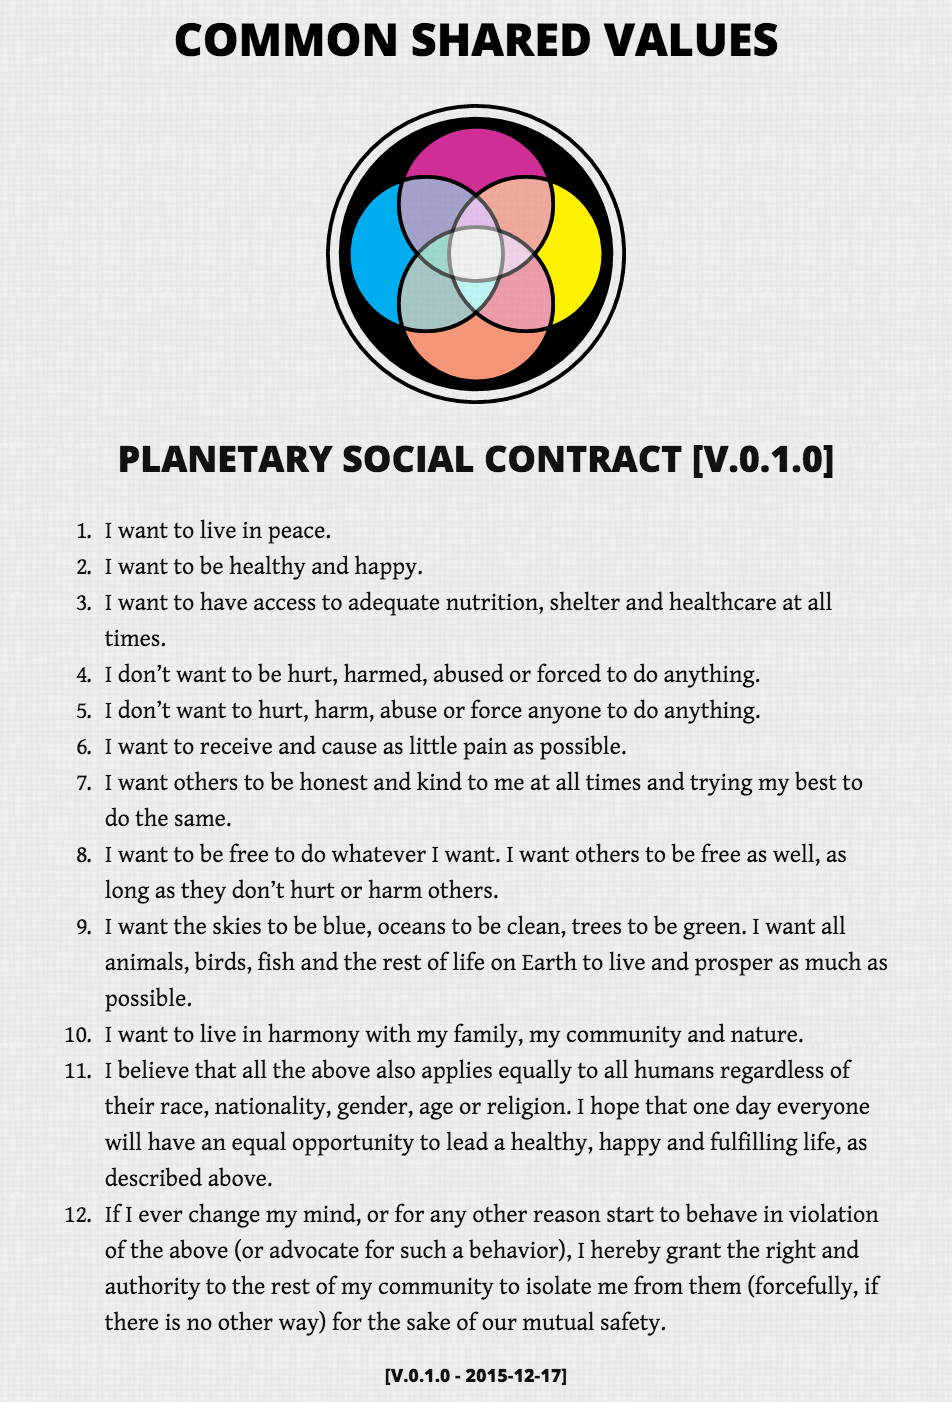 COMMON SHARED VALUES
PLANETARY SOCIAL CONTRACT [V.0.1.0]
1. I want to live in peace.
2. I want to be healthy and happy.
3. I want to have access to adequate nutrition, shelter and healthcare at all
times.
4. I don’t want to be hurt, harmed, abused or forced to do anything.
5. I don’t want to hurt, harm, abuse or force anyone to do anything.
6. I want to receive and cause as little pain as possible.
7. I want others to be honest and kind to me at all times and trying my best to
do the same.
8. I want to be free to do whatever I want. I want others to be free as well, as
long as they don’t hurt or harm others.
9. I want the skies to be blue, oceans to be clean, trees to be green. I want all
animals, birds, fish and the rest of life on Earth to live and prosper as much as
possible.
10. I want to live in harmony with my family, my community and nature.
11. I believe that all the above also applies equally to all humans regardless of
their race, nationality, gender, age or religion. I hope that one day everyone
will have an equal opportunity to lead a healthy, happy and fulfilling life, as
described above.
12. If I ever change my mind, or for any other reason start to behave in violation
of the above (or advocate for such a behavior), I hereby grant the right and
authority to the rest of my community to isolate me from them (forcefully, if
there is no other way) for the sake of our mutual safety.
[V.0.1.0 - 2015-12-17]